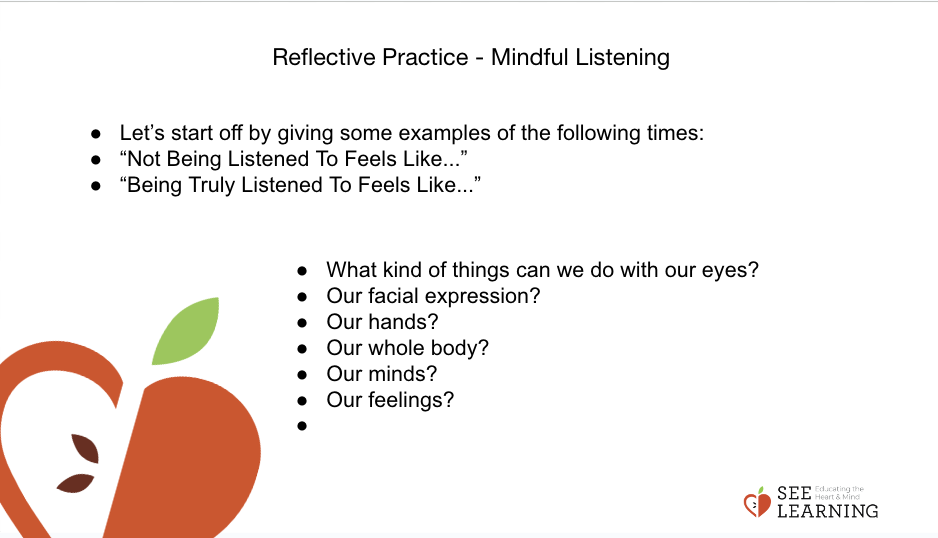 Reflective Practice - Mindful Listening
● Let’s start off by giving some examples of the following times:
● “Not Being Listened To Feels Like...”
● “Being Truly Listened To Feels Like...”
● What kind of things can we do with our eyes?
● Our facial expression?
● Our hands?
● Our whole body?
● Our minds?
● Our feelings?
●
SEE Educating the
Heart & Mind
LEARNING